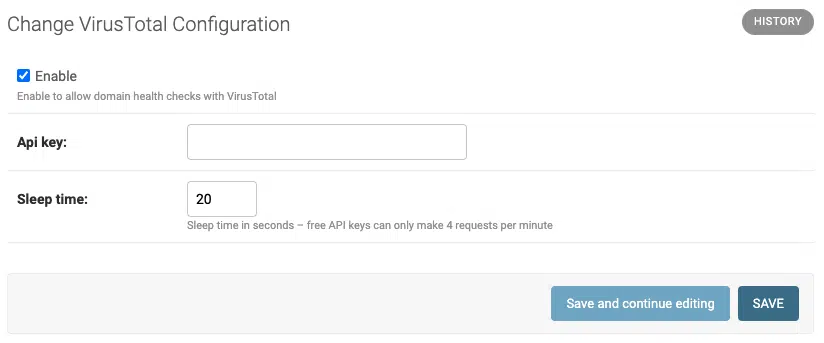 Change VirusTotal Configuration
HISTORY
Enable
Enable to allow domain health checks with VirusTotal
Api key:
Sleep time:
20
Sleep time in seconds – free API keys can only make 4 requests per minute
Save and continue editing
SAVE